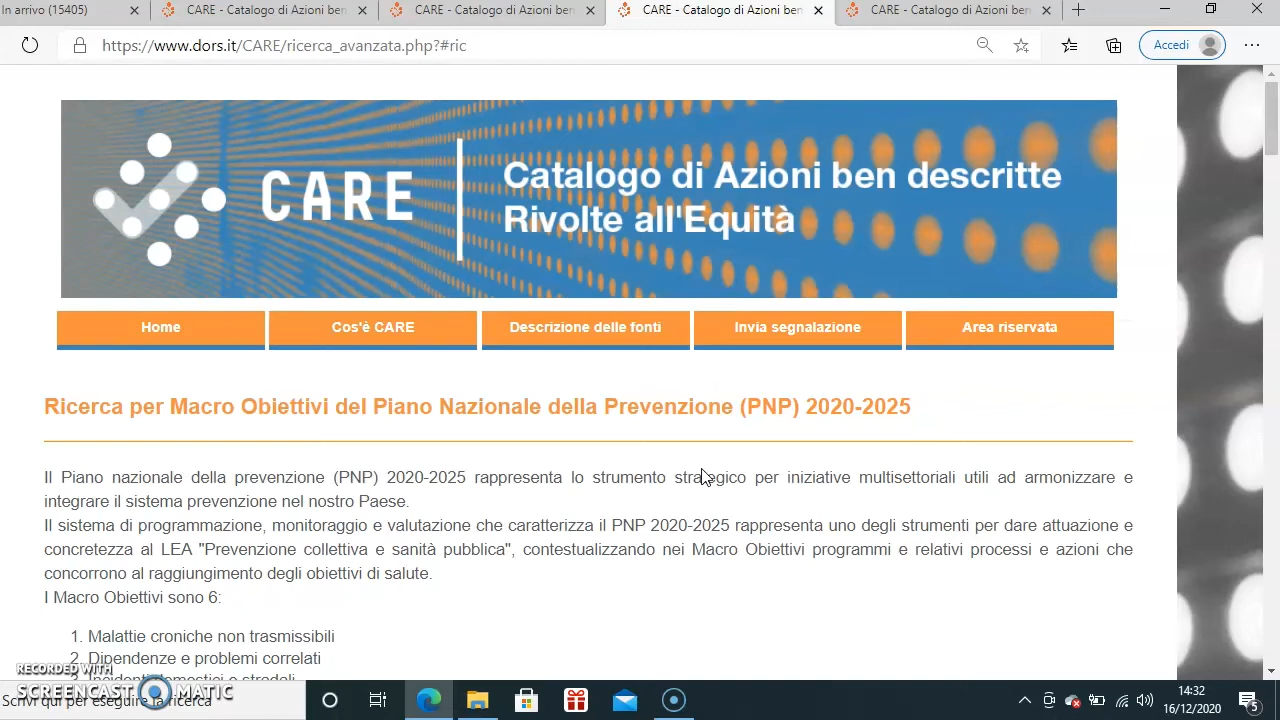 In arrivo (15405)
CARE - Catalogo di Azioni ben
CARE - Catalogo di Azioni ben
CARE - Catalogo di Azioni ben
CARE - Catalogo di Azioni ben
https://www.dors.it/CARE/ricerca_avanzata.php?#ric
Accedi
CARE
Catalogo di Azioni ben descritte
Rivolte all'Equità
Home
Cos'è CARE
Descrizione delle fonti
Invia segnalazione
Area riservata
Ricerca per Macro Obiettivi del Piano Nazionale della Prevenzione (PNP) 2020-2025
Il Piano nazionale della prevenzione (PNP) 2020-2025 rappresenta lo strumento strategico per iniziative multisettoriali utili ad armonizzare e
integrare il sistema prevenzione nel nostro Paese.
Il sistema di programmazione, monitoraggio e valutazione che caratterizza il PNP 2020-2025 rappresenta uno degli strumenti per dare attuazione e
concretezza al LEA "Prevenzione collettiva e sanità pubblica", contestualizzando nei Macro Obiettivi programmi e relativi processi e azioni che
concorrono al raggiungimento degli obiettivi di salute.
I Macro Obiettivi sono 6:
1. Malattie croniche non trasmissibili
2. Dipendenze e problemi correlati
3. Incidenti domestici e stradali
RECORDED WITH
SCREENCAST MATIC
Scrivi qui per eseguire la ricerca
14:32
16/12/2020
5